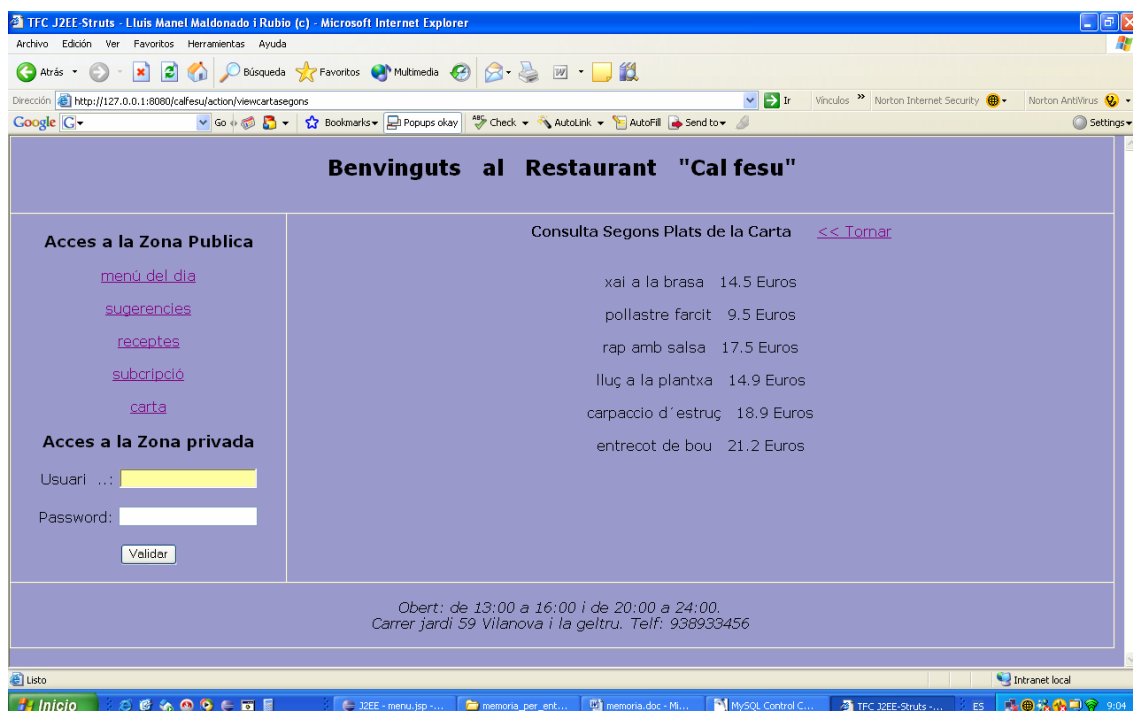 TFC J2EE-Struts - Lluis Manel Maldonado i Rubio (c) - Microsoft Internet Explorer
Archivo Edición Ver Favoritos Herramientas Ayuda
Atrás Búsqueda Favoritos Multimedia
Dirección http://127.0.0.1:8080/calfesu/action/viewcartasegons Ir Vínculos » Norton Internet Security Norton AntiVirus
Google G Go Bookmarks Popups okay Check AutoLink AutoFill Send to Settings
Benvinguts al Restaurant "Cal fesu"
Acces a la Zona Publica
menú del dia
sugerencies
receptes
subcripció
carta
Acces a la Zona privada
Usuari ..:
Password:
Validar
Consulta Segons Plats de la Carta << Tornar
xai a la brasa 14.5 Euros
pollastre farcit 9.5 Euros
rap amb salsa 17.5 Euros
lluç a la plantxa 14.9 Euros
carpaccio d´estruç 18.9 Euros
entrecot de bou 21.2 Euros
Obert: de 13:00 a 16:00 i de 20:00 a 24:00.
Carrer jardi 59 Vilanova i la geltru. Telf: 938933456
Listo Intranet local
Inicio J2EE - menu.jsp -... memoria_per_ent... memoria.doc - Mi... MySQL Control C... TFC J2EE-Struts -... ES 9:04